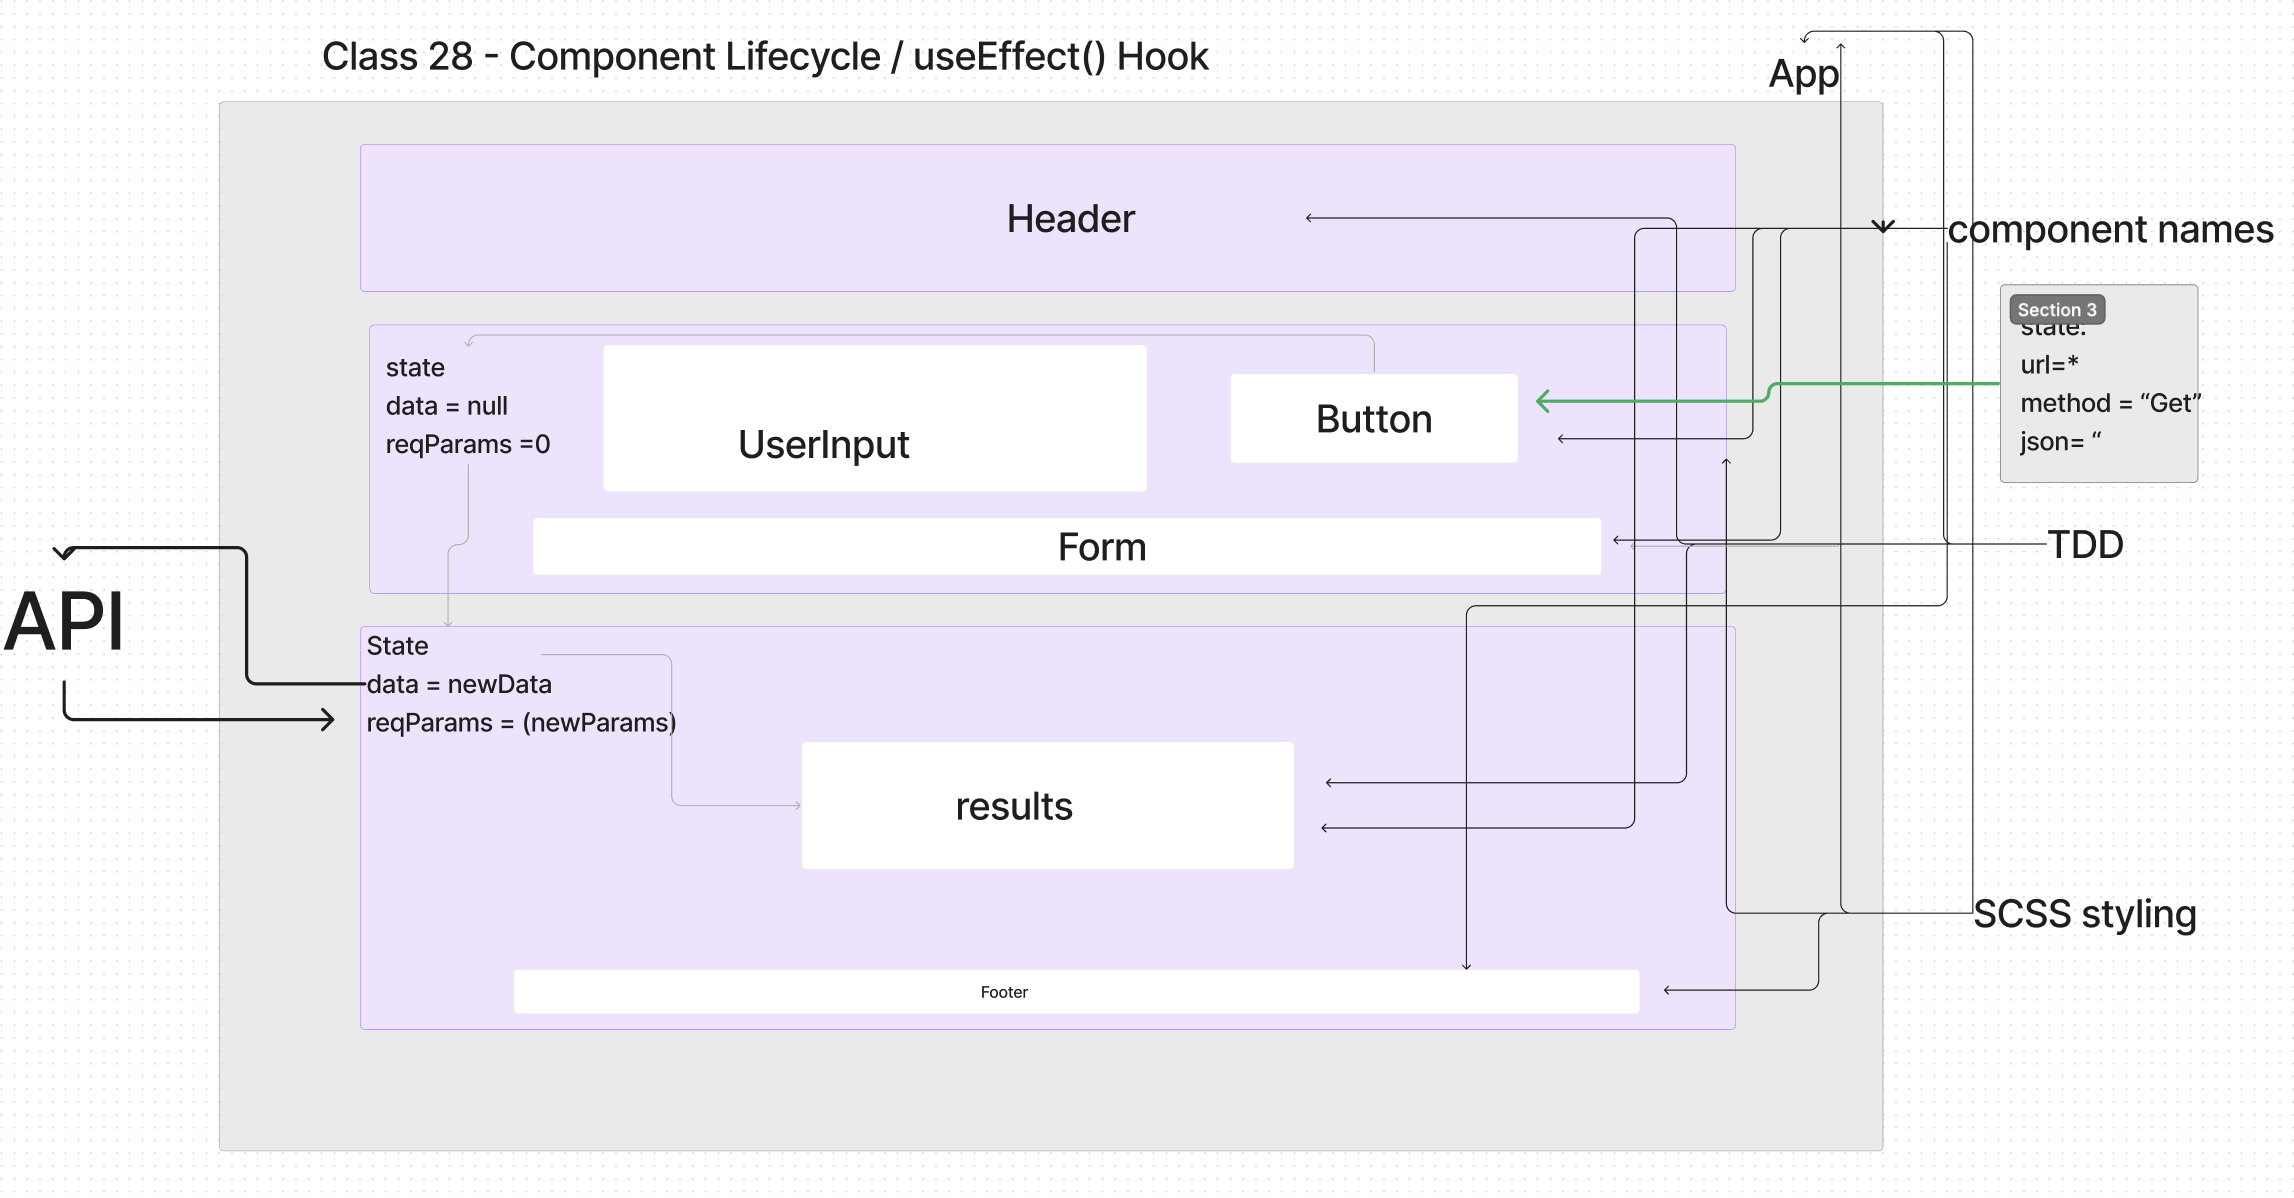 Class 28 - Component Lifecycle / useEffect() Hook
App
Header
component names
Section 3
state:
url=*
method = “Get”
json= “
state
data = null
reqParams =0
UserInput
Button
Form
TDD
API
State
data = newData
reqParams = (newParams)
results
SCSS styling
Footer